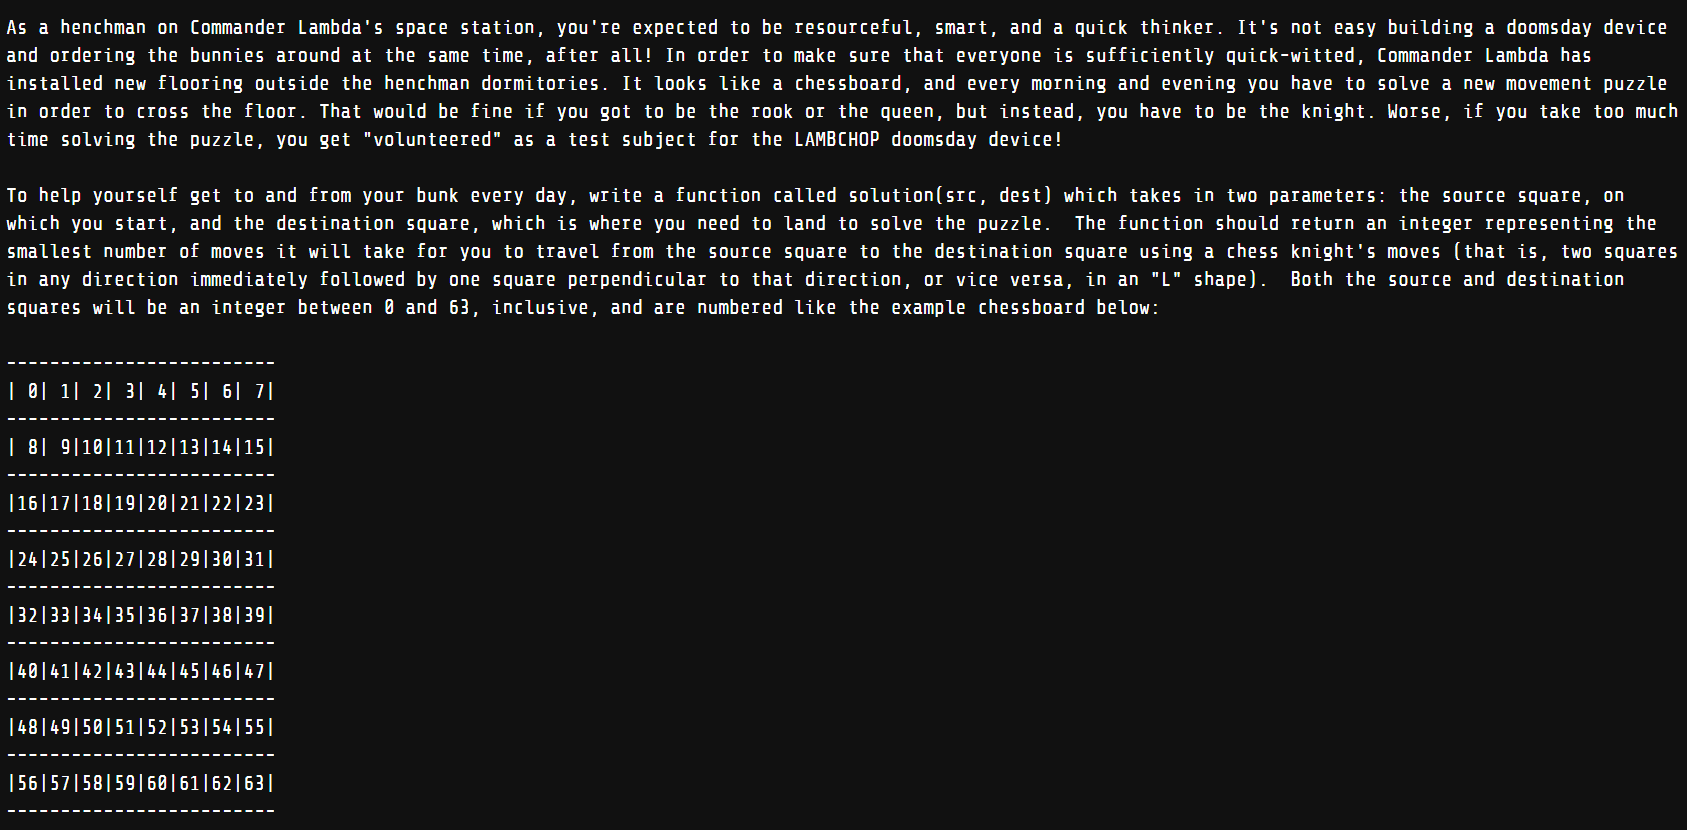 As a henchman on Commander Lambda's space station, you're expected to be resourceful, smart, and a quick thinker. It's not easy building a doomsday device
and ordering the bunnies around at the same time, after all! In order to make sure that everyone is sufficiently quick-witted, Commander Lambda has
installed new flooring outside the henchman dormitories. It looks like a chessboard, and every morning and evening you have to solve a new movement puzzle
in order to cross the floor. That would be fine if you got to be the rook or the queen, but instead, you have to be the knight. Worse, if you take too much
time solving the puzzle, you get "volunteered" as a test subject for the LAMBCHOP doomsday device!

To help yourself get to and from your bunk every day, write a function called solution(src, dest) which takes in two parameters: the source square, on
which you start, and the destination square, which is where you need to land to solve the puzzle.  The function should return an integer representing the
smallest number of moves it will take for you to travel from the source square to the destination square using a chess knight's moves (that is, two squares
in any direction immediately followed by one square perpendicular to that direction, or vice versa, in an "L" shape).  Both the source and destination
squares will be an integer between 0 and 63, inclusive, and are numbered like the example chessboard below:

-------------------------
| 0| 1| 2| 3| 4| 5| 6| 7|
-------------------------
| 8| 9|10|11|12|13|14|15|
-------------------------
|16|17|18|19|20|21|22|23|
-------------------------
|24|25|26|27|28|29|30|31|
-------------------------
|32|33|34|35|36|37|38|39|
-------------------------
|40|41|42|43|44|45|46|47|
-------------------------
|48|49|50|51|52|53|54|55|
-------------------------
|56|57|58|59|60|61|62|63|
-------------------------